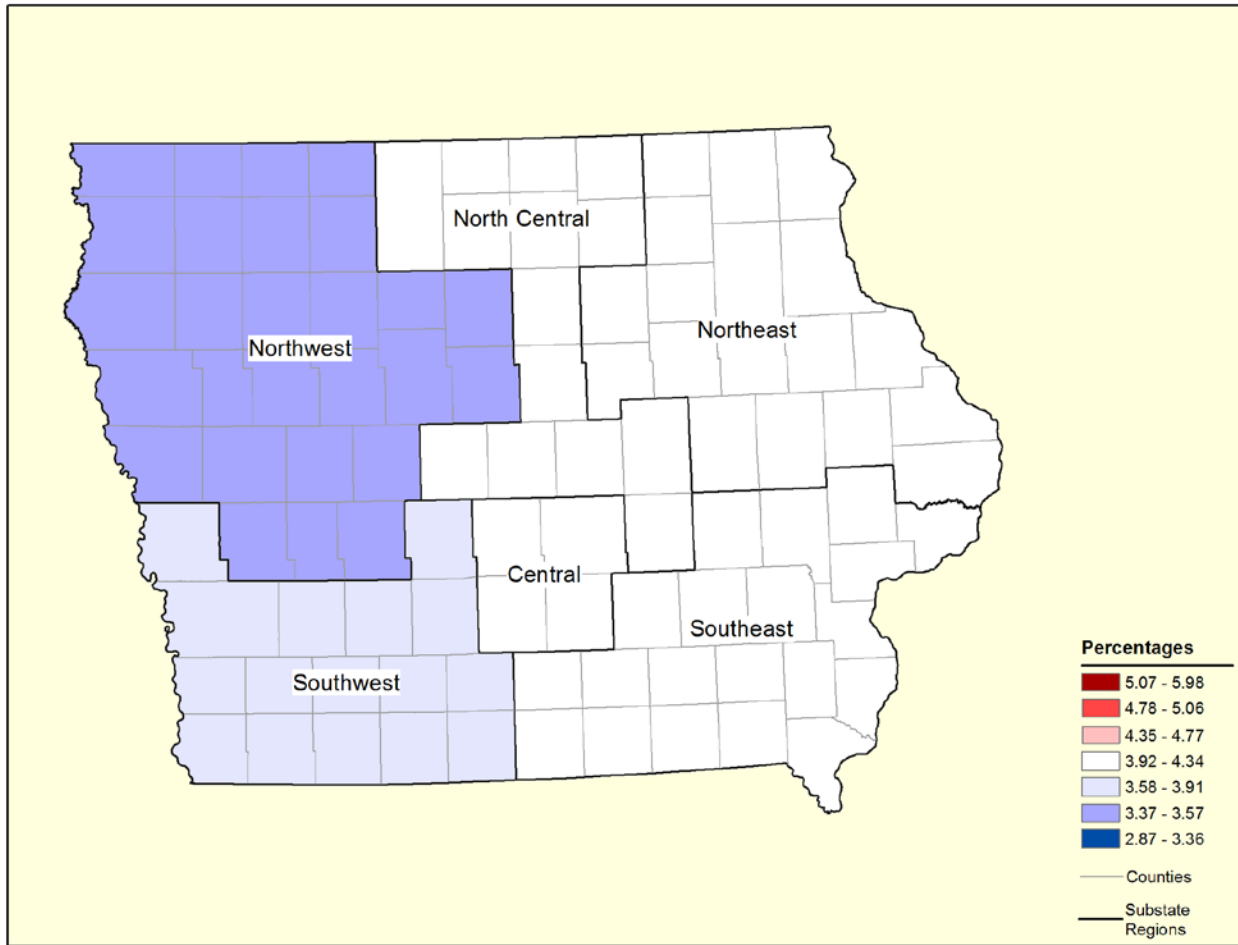 North Central
Northeast
Northwest
Central
Southeast
Southwest
Percentages
5.07 - 5.98
4.78 - 5.06
4.35 - 4.77
3.92 - 4.34
3.58 - 3.91
3.37 - 3.57
2.87 - 3.36
Counties
Substate
Regions